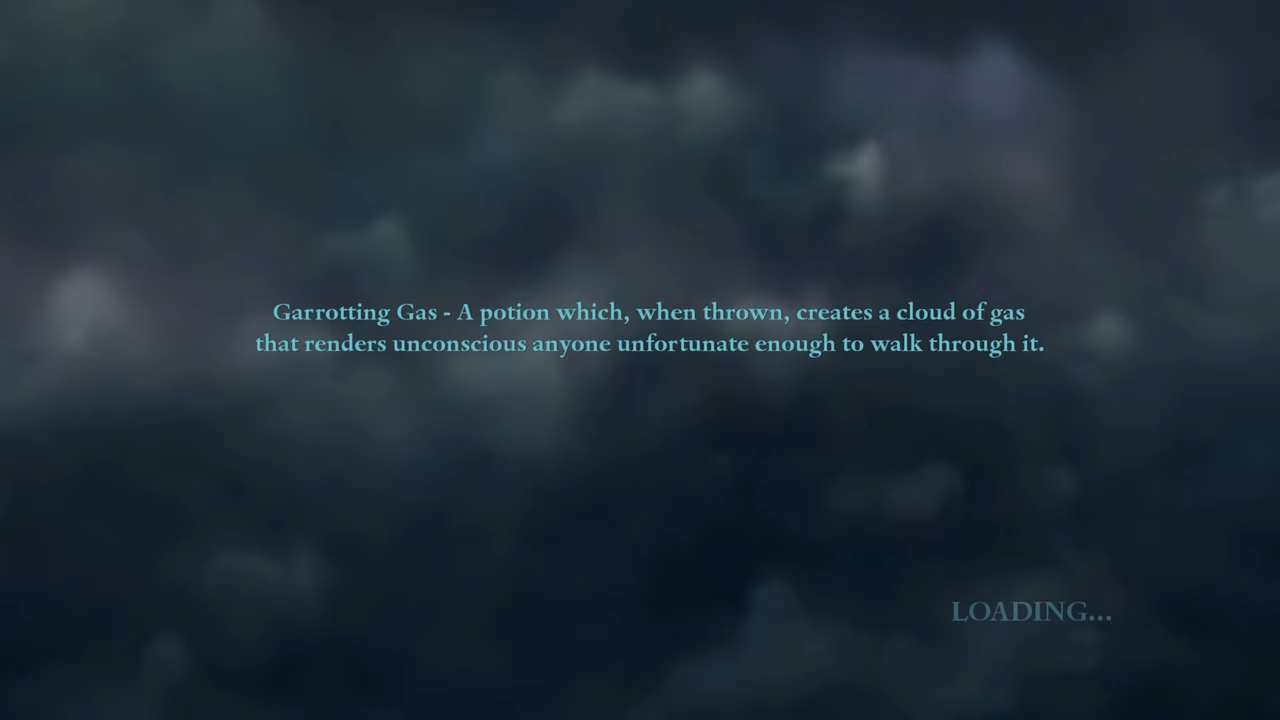 Garrotting Gas - A potion which, when thrown, creates a cloud of gas
that renders unconscious anyone unfortunate enough to walk through it.
LOADING...